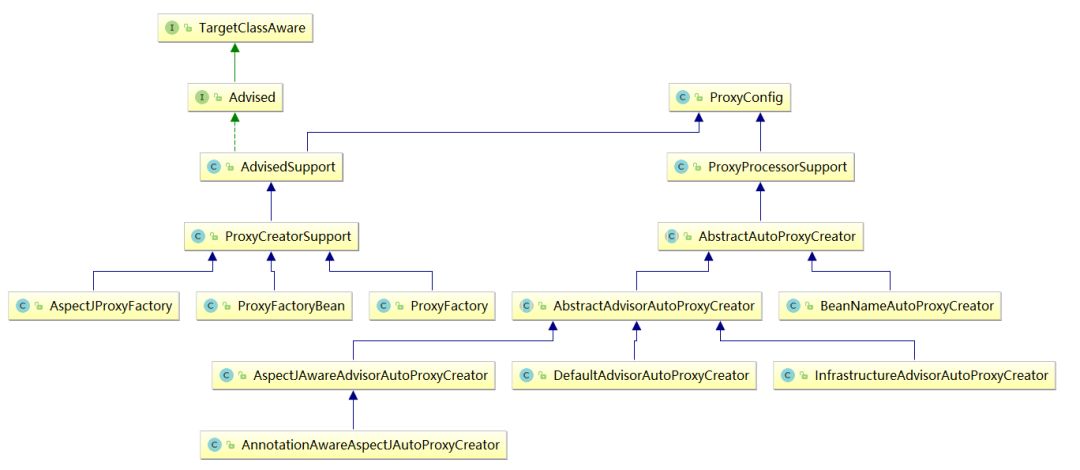 I TargetClassAware
I Advised
C ProxyConfig
C AdvisedSupport
C ProxyProcessorSupport
C ProxyCreatorSupport
C AbstractAutoProxyCreator
C AspectJProxyFactory
C ProxyFactoryBean
C ProxyFactory
C AbstractAdvisorAutoProxyCreator
C BeanNameAutoProxyCreator
C AspectJAwareAdvisorAutoProxyCreator
C DefaultAdvisorAutoProxyCreator
C InfrastructureAdvisorAutoProxyCreator
C AnnotationAwareAspectJAutoProxyCreator